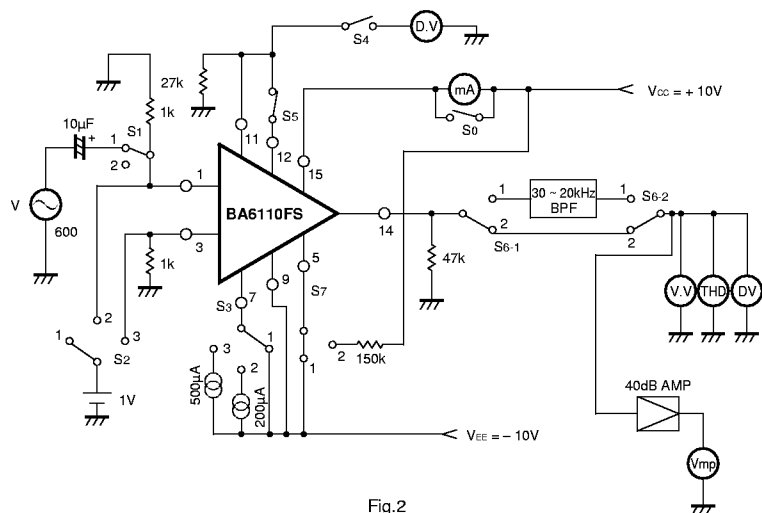 S4
D.V
27k
1k
10μF
+
1
S1
2
S5
mA
S0
VCC = + 10V
11
12
15
V
600
1
BA6110FS
14
3
1k
1
30 ~ 20kHz
BPF
1
S6-2
2
S6-1
2
47k
5
9
7
S7
S3
1
2
150k
3
2
1
500μA
200μA
2
1
3
S2
1V
VEE = – 10V
V.V
THD
DV
40dB AMP
Vmp
Fig.2